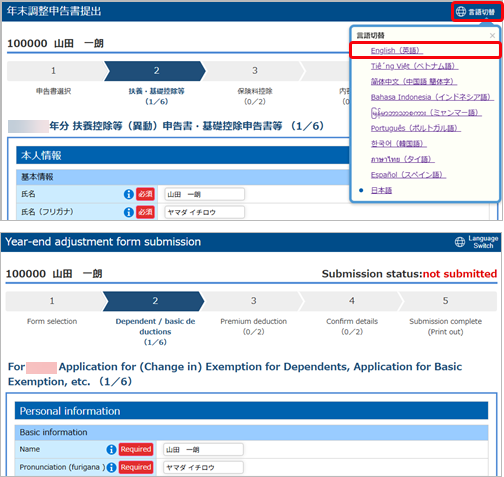 年末調整申告書提出
言語切替
100000 山田 一朗
言語切替 ×
English（英語）
Tiếng Việt（ベトナム語）
简体中文（中国語 簡体字）
Bahasa Indonesia（インドネシア語）
（ミャンマー語）
Português（ポルトガル語）
한국어（韓国語）
ภาษาไทย（タイ語）
Español（スペイン語）
日本語
1 2 3
申告書選択
扶養・基礎控除等
（1/6）
保険料控除
（0/2）
年分 扶養控除等（異動）申告書・基礎控除申告書等 （1/6）
本人情報
基本情報
氏名 必須 山田 一朗
氏名（フリガナ） 必須 ヤマダ イチロウ
Year-end adjustment form submission
Language
Switch
100000 山田 一朗
Submission status:not submitted
1 2 3 4 5
Form selection
Dependent / basic de
ductions
（1/6）
Premium deduction
（0/2）
Confirm details
（0/2）
Submission complete
(Print out)
For Application for (Change in) Exemption for Dependents, Application for Basic
Exemption, etc. （1/6）
Personal information
Basic information
Name Required 山田 一朗
Pronunciation (furigana ) Required ヤマダ イチロウ